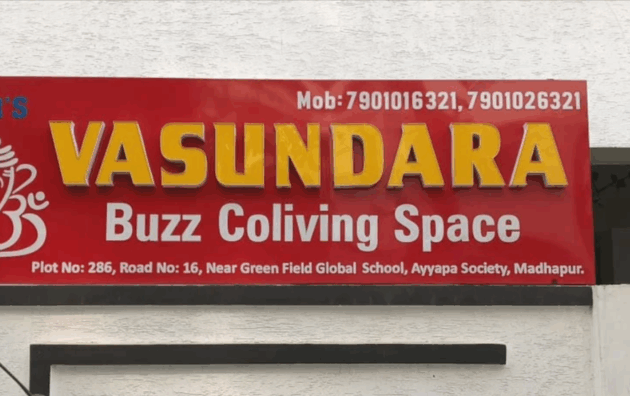 Mob: 7901016321, 7901026321
VASUNDARA
Buzz Coliving Space
Plot No: 286, Road No: 16, Near Green Field Global School, Ayyapa Society, Madhapur.